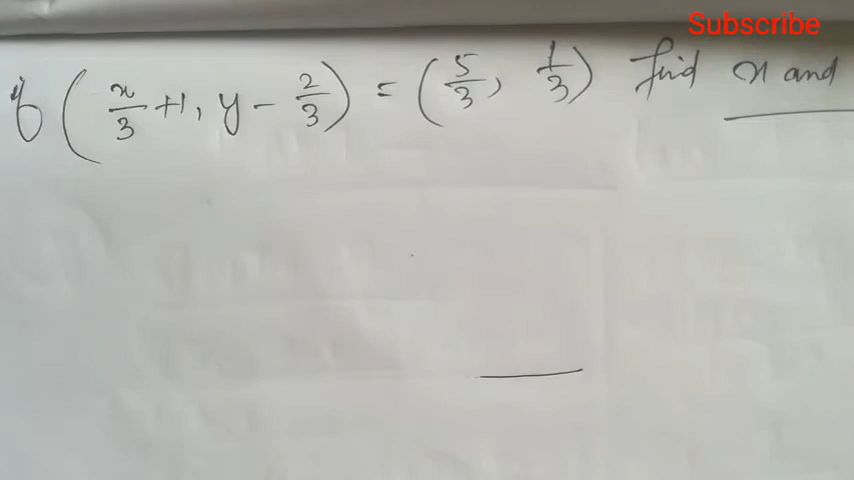 Subscribe
if (x/3 + 1, y - 2/3) = (5/3, 1/3) find x and